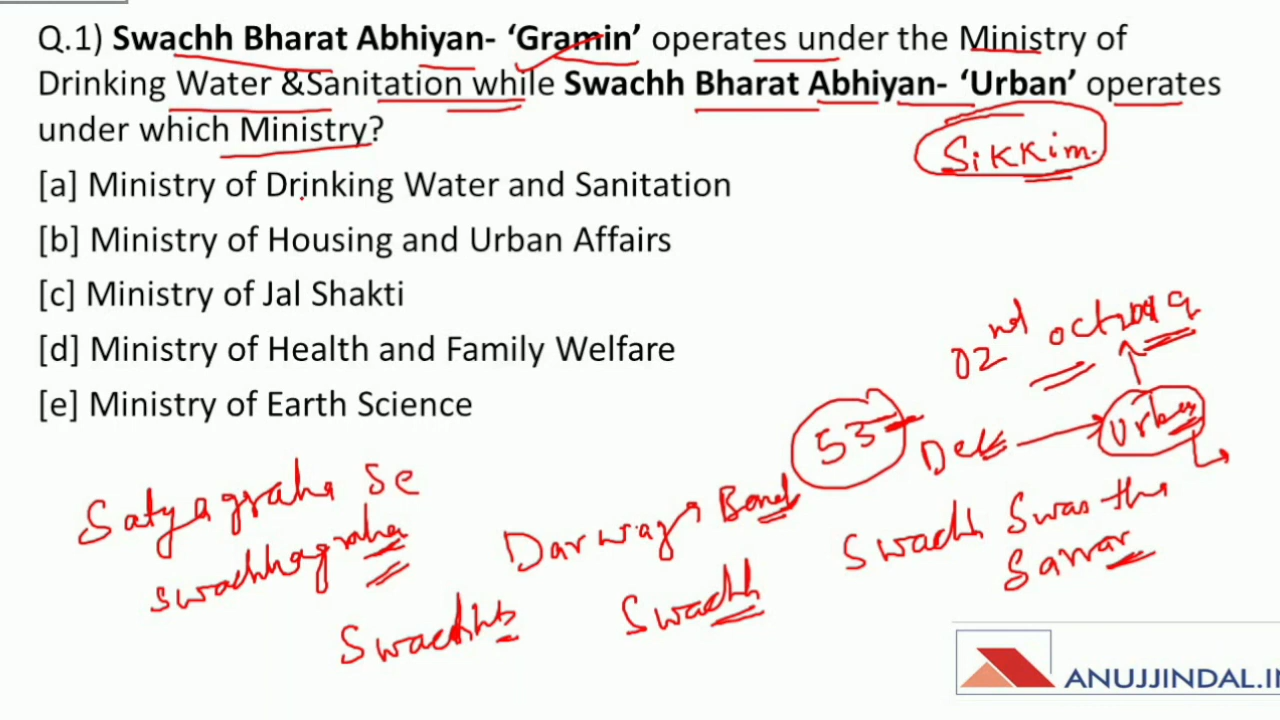 Q.1) Swachh Bharat Abhiyan- ‘Gramin’ operates under the Ministry of
Drinking Water &Sanitation while Swachh Bharat Abhiyan- ‘Urban’ operates
under which Ministry?
Sikkim.
[a] Ministry of Drinking Water and Sanitation
[b] Ministry of Housing and Urban Affairs
[c] Ministry of Jal Shakti
[d] Ministry of Health and Family Welfare
[e] Ministry of Earth Science
02nd
53
Urban
Satyagraha Se
swachhagraha
Band
Swachh
Swachh
ANUJJINDAL.IN